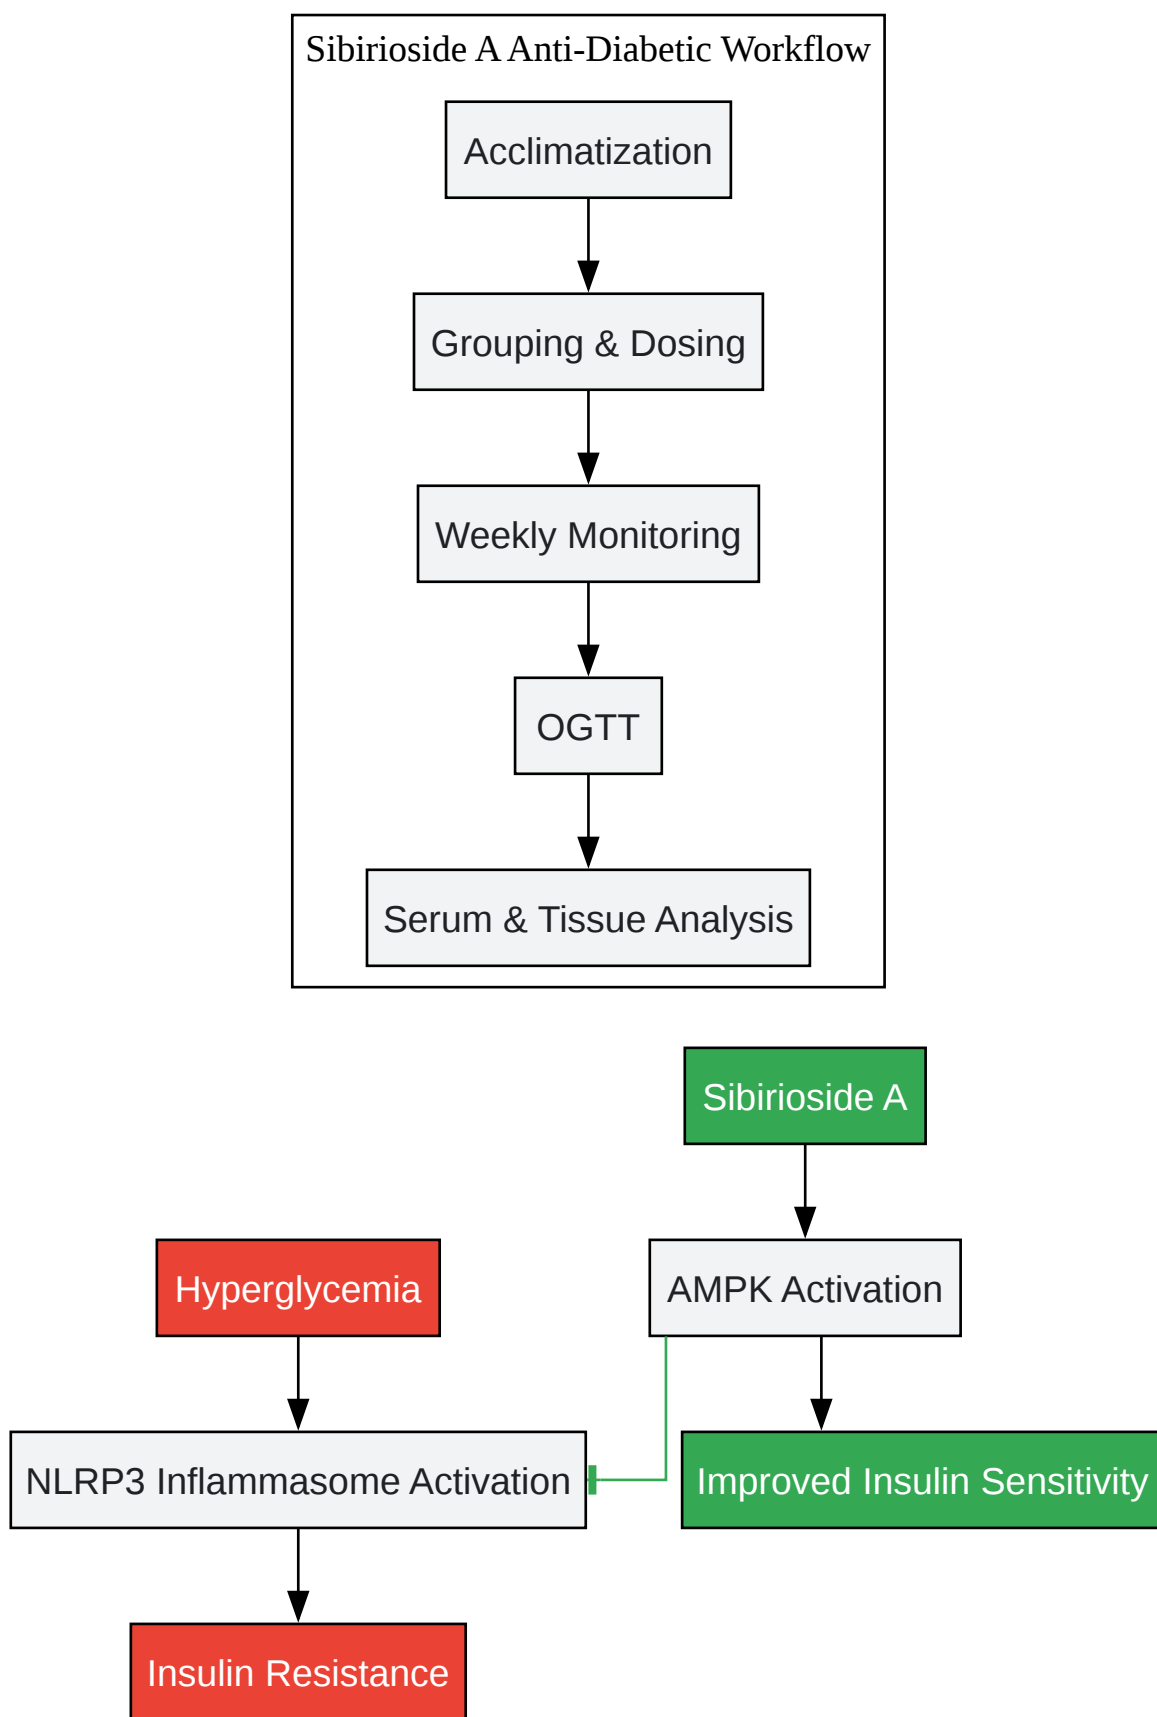 Sibirioside A Anti-Diabetic Workflow
Acclimatization
Grouping & Dosing
Weekly Monitoring
OGTT
Serum & Tissue Analysis
Sibirioside A
Hyperglycemia
AMPK Activation
NLRP3 Inflammasome Activation
Improved Insulin Sensitivity
Insulin Resistance